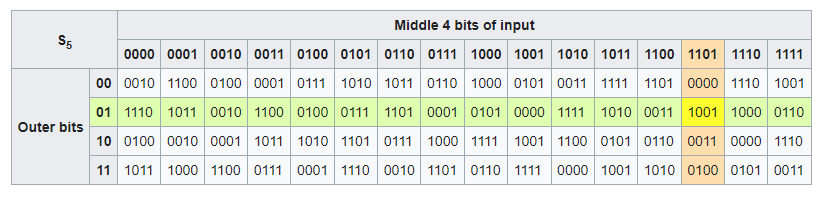 S5
Middle 4 bits of input
0000 0001 0010 0011 0100 0101 0110 0111 1000 1001 1010 1011 1100 1101 1110 1111
Outer bits
00 0010 1100 0100 0001 0111 1010 1011 0110 1000 0101 0011 1111 1101 0000 1110 1001
01 1110 1011 0010 1100 0100 0111 1101 0001 0101 0000 1111 1010 0011 1001 1000 0110
10 0100 0010 0001 1011 1010 1101 0111 1000 1111 1001 1100 0101 0110 0011 0000 1110
11 1011 1000 1100 0111 0001 1110 0010 1101 0110 1111 0000 1001 1010 0100 0101 0011